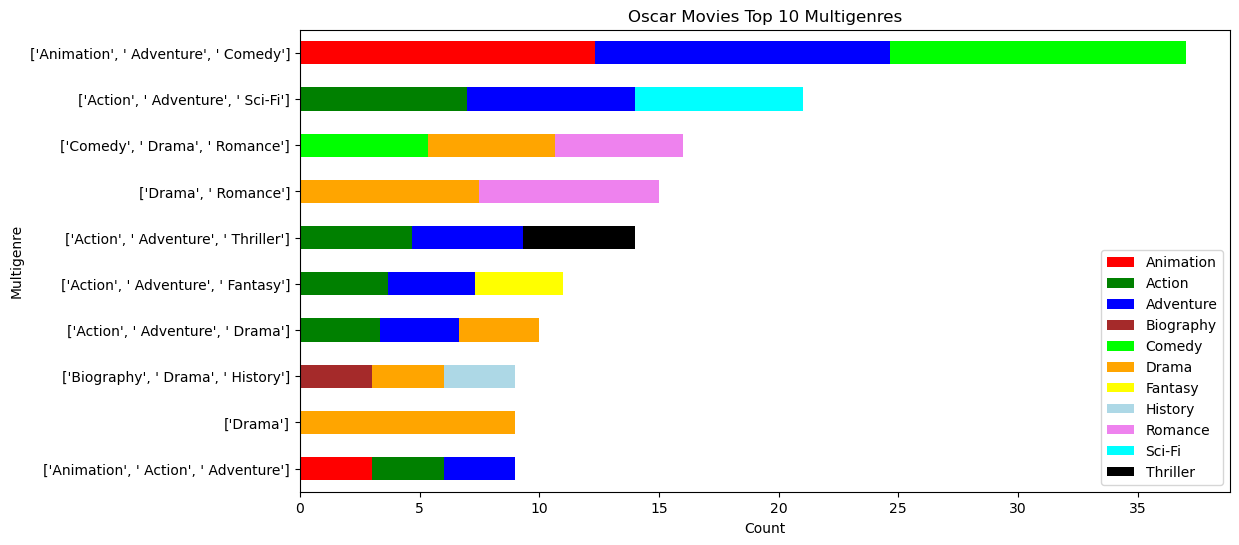 Oscar Movies Top 10 Multigenres
['Animation', ' Adventure', ' Comedy']
['Action', ' Adventure', ' Sci-Fi']
['Comedy', ' Drama', ' Romance']
['Drama', ' Romance']
['Action', ' Adventure', ' Thriller']
['Action', ' Adventure', ' Fantasy']
['Action', ' Adventure', ' Drama']
['Biography', ' Drama', ' History']
['Drama']
['Animation', ' Action', ' Adventure']
Multigenre
Animation
Action
Adventure
Biography
Comedy
Drama
Fantasy
History
Romance
Sci-Fi
Thriller
0 5 10 15 20 25 30 35
Count